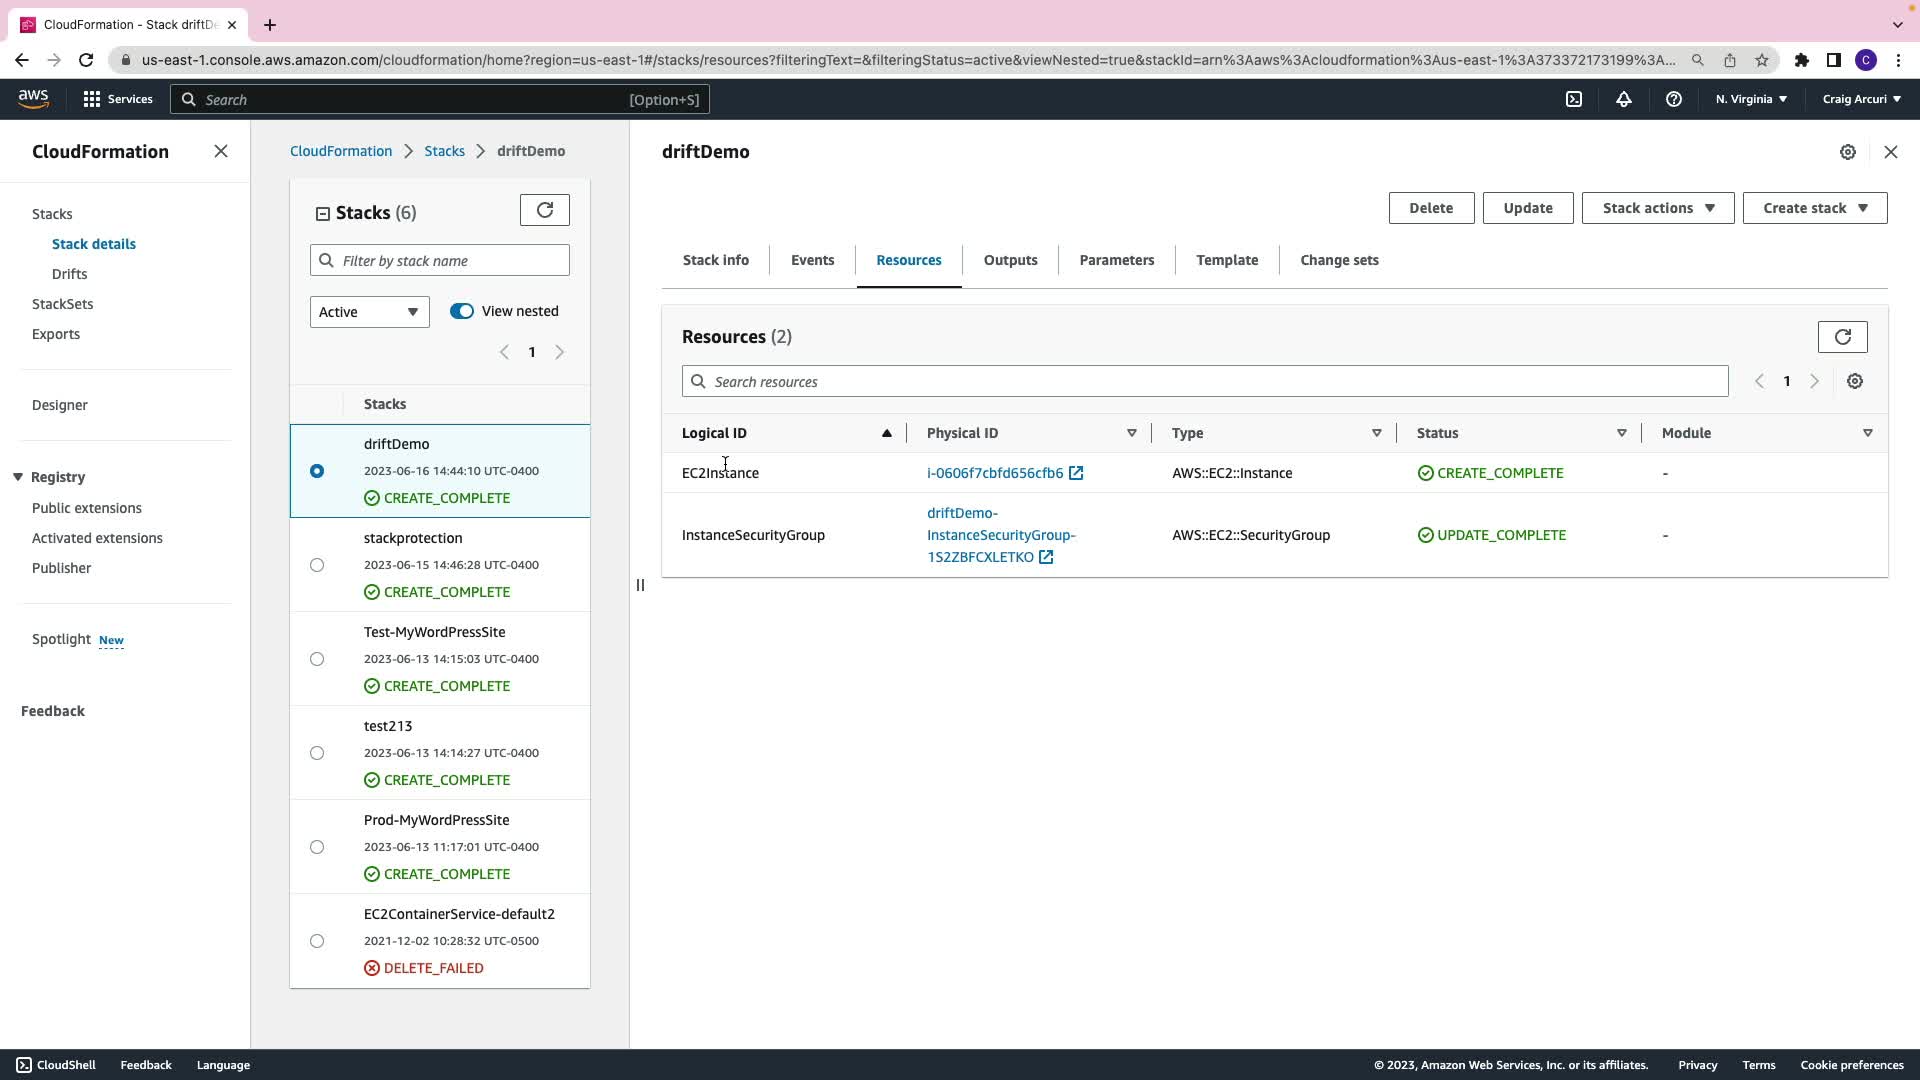 CloudFormation - Stack driftDe
us-east-1.console.aws.amazon.com/cloudformation/home?region=us-east-1#/stacks/resources?filteringText=&filteringStatus=active&viewNested=true&stackId=arn%3Aaws%3Acloudformation%3Aus-east-1%3A373372173199%3A...
C
aws
Services
Search
[Option+S]
N. Virginia
Craig Arcuri
CloudFormation
Stacks
Stack details
Drifts
StackSets
Exports
Designer
Registry
Public extensions
Activated extensions
Publisher
Spotlight New
Feedback
CloudFormation
Stacks
driftDemo
Stacks (6)
Filter by stack name
Active
View nested
1
Stacks
driftDemo
2023-06-16 14:44:10 UTC-0400
CREATE_COMPLETE
stackprotection
2023-06-15 14:46:28 UTC-0400
CREATE_COMPLETE
Test-MyWordPressSite
2023-06-13 14:15:03 UTC-0400
CREATE_COMPLETE
test213
2023-06-13 14:14:27 UTC-0400
CREATE_COMPLETE
Prod-MyWordPressSite
2023-06-13 11:17:01 UTC-0400
CREATE_COMPLETE
EC2ContainerService-default2
2021-12-02 10:28:32 UTC-0500
DELETE_FAILED
driftDemo
Delete
Update
Stack actions
Create stack
Stack info
Events
Resources
Outputs
Parameters
Template
Change sets
Resources (2)
Search resources
1
Logical ID
Physical ID
Type
Status
Module
EC2Instance
i-0606f7cbfd656cfb6
AWS::EC2::Instance
CREATE_COMPLETE
-
InstanceSecurityGroup
driftDemo-
InstanceSecurityGroup-
1S2ZBFCXLETKO
AWS::EC2::SecurityGroup
UPDATE_COMPLETE
-
CloudShell
Feedback
Language
© 2023, Amazon Web Services, Inc. or its affiliates.
Privacy
Terms
Cookie preferences